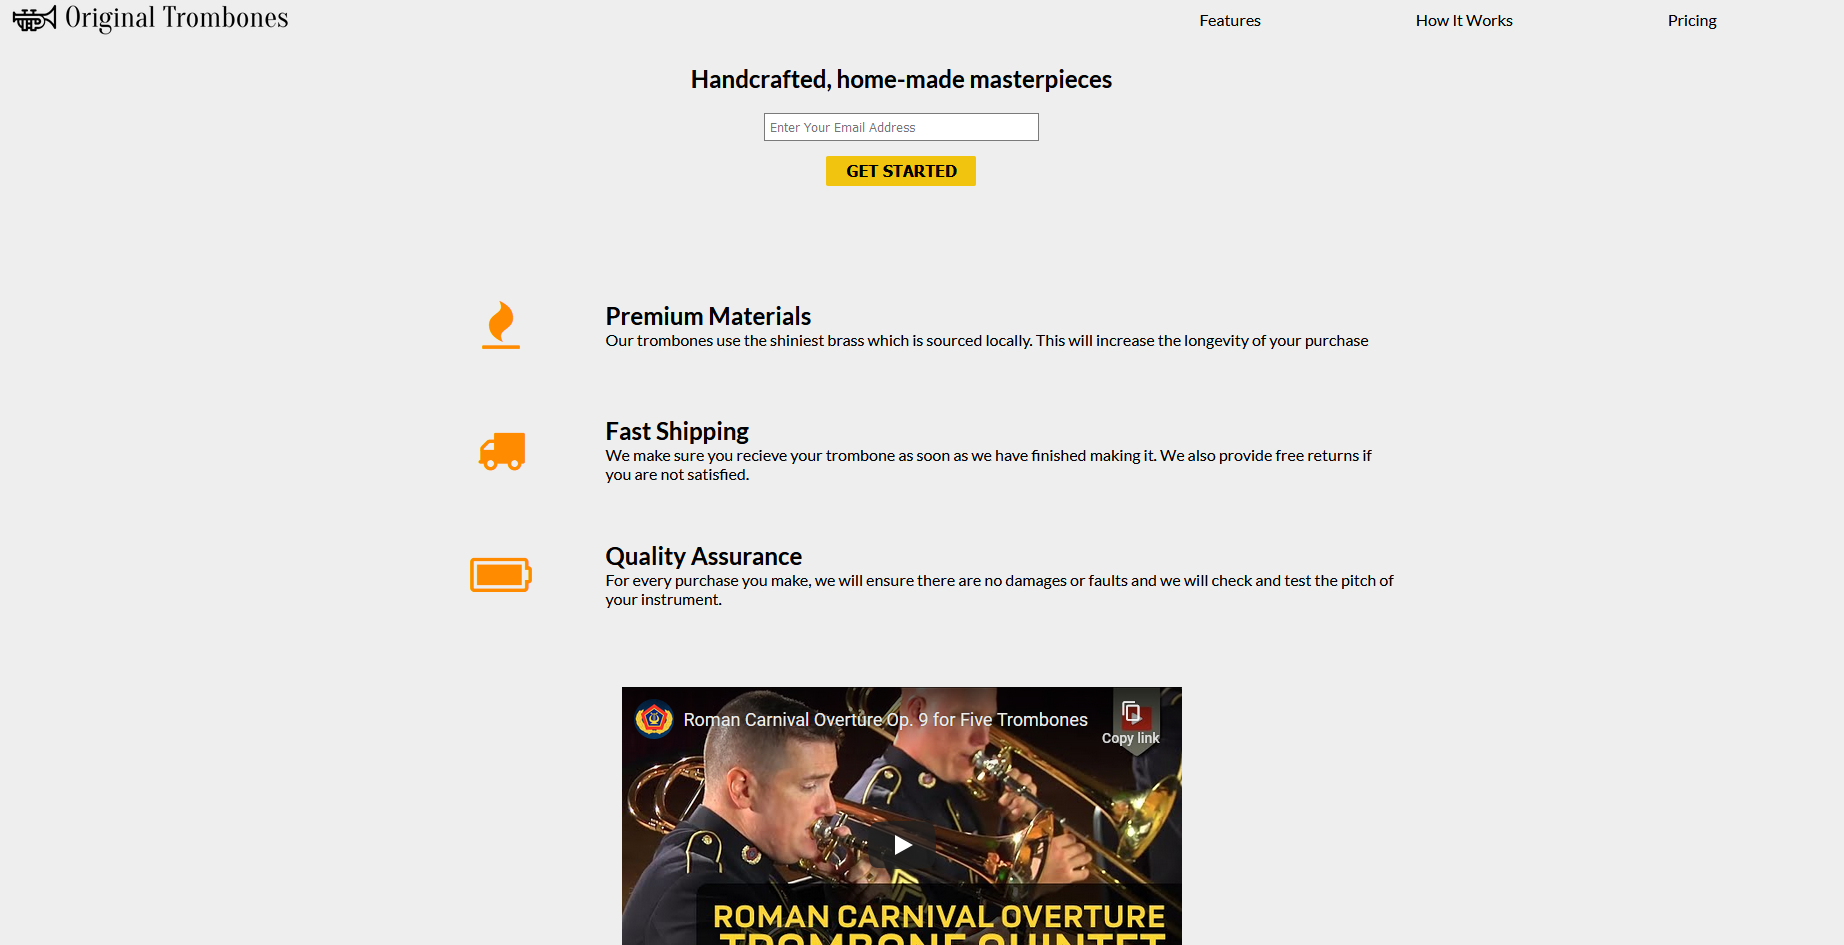 Original Trombones
Features
How It Works
Pricing
Handcrafted, home-made masterpieces
Enter Your Email Address
GET STARTED
Premium Materials
Our trombones use the shiniest brass which is sourced locally. This will increase the longevity of your purchase
Fast Shipping
We make sure you recieve your trombone as soon as we have finished making it. We also provide free returns if
you are not satisfied.
Quality Assurance
For every purchase you make, we will ensure there are no damages or faults and we will check and test the pitch of
your instrument.
Roman Carnival Overture Op. 9 for Five Trombones
Copy link
ROMAN CARNIVAL OVERTURE
TROMBONE QUINTET